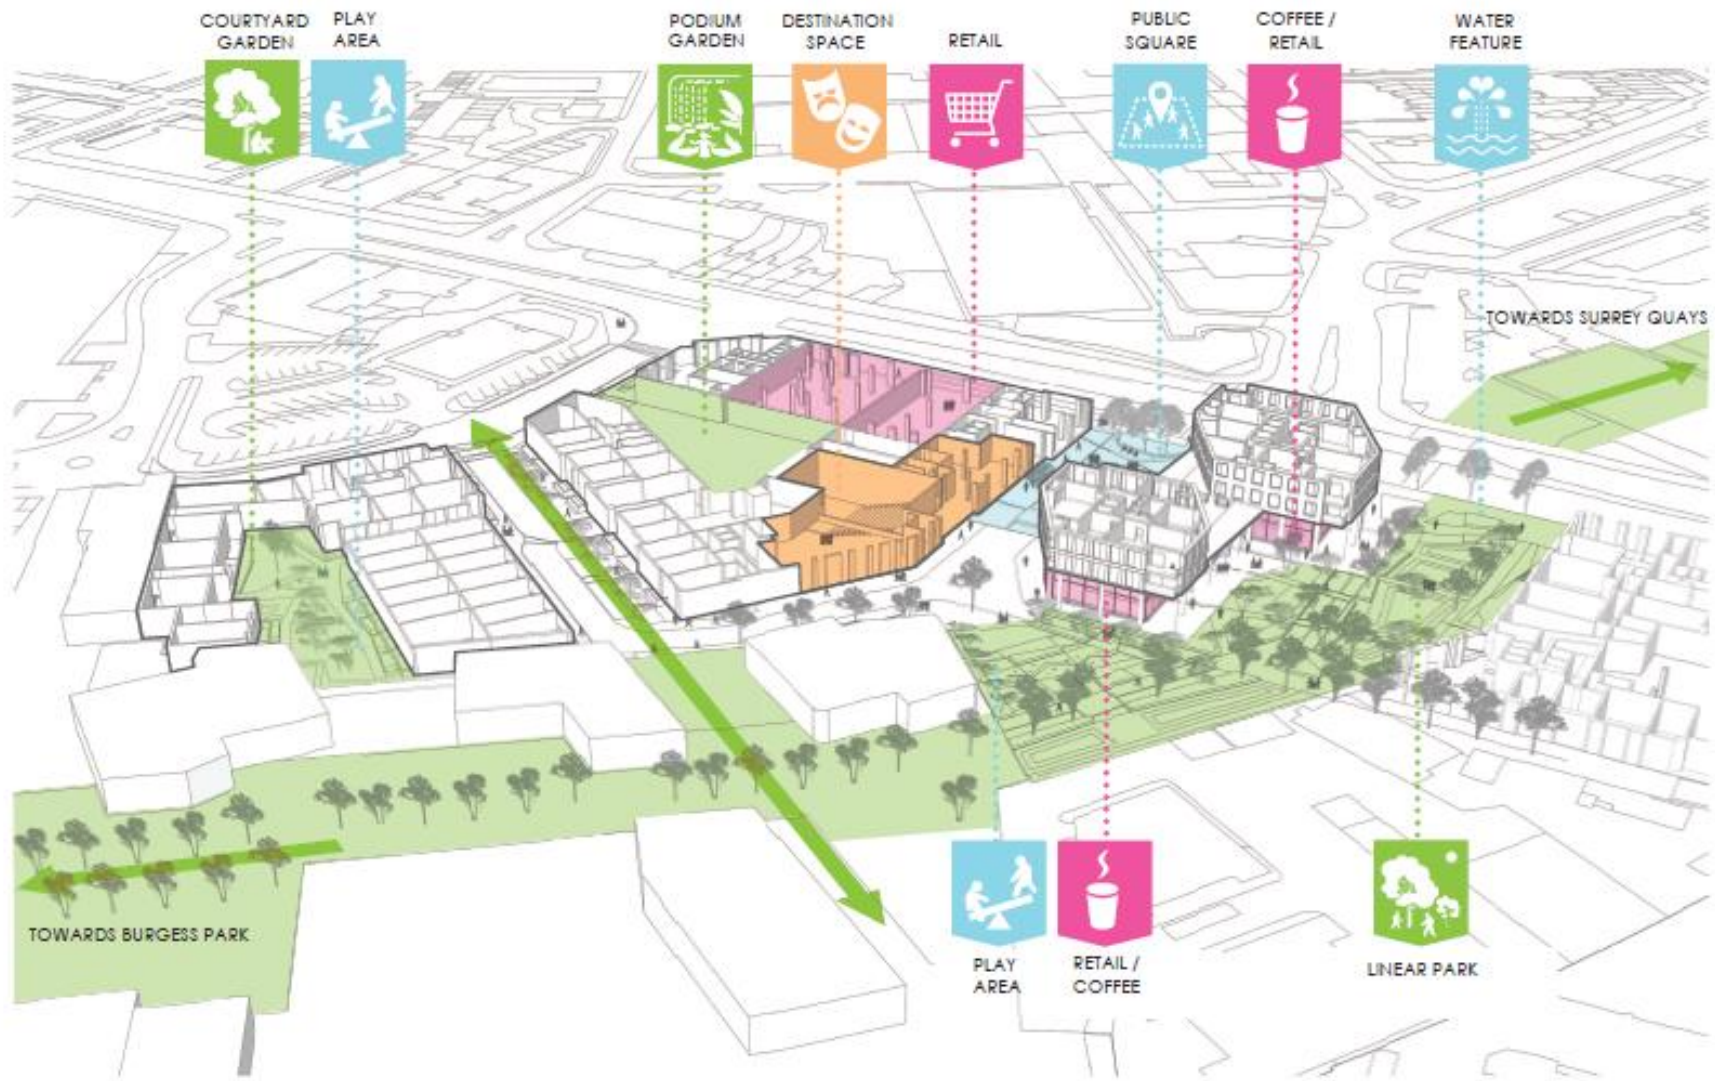 COURTYARD
GARDEN
PLAY
AREA
PODIUM
GARDEN
DESTINATION
SPACE
RETAIL
PUBLIC
SQUARE
COFFEE /
RETAIL
WATER
FEATURE
TOWARDS SURREY QUAYS
TOWARDS BURGESS PARK
PLAY
AREA
RETAIL /
COFFEE
LINEAR PARK